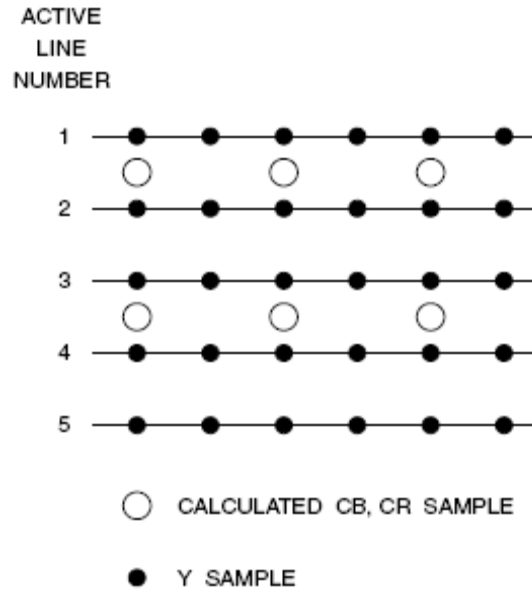 ACTIVE
LINE
NUMBER
1
2
3
4
5
CALCULATED CB, CR SAMPLE
Y SAMPLE